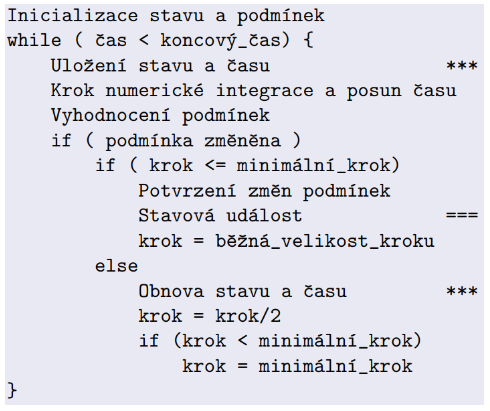 Inicializace stavu a podmínek
while ( čas < koncový_čas) {
    Uložení stavu a času                ***
    Krok numerické integrace a posun času
    Vyhodnocení podmínek
    if ( podmínka změněna )
        if ( krok <= minimální_krok)
            Potvrzení změn podmínek
            Stavová událost             ===
            krok = běžná_velikost_kroku
        else
            Obnova stavu a času         ***
            krok = krok/2
            if (krok < minimální_krok)
                krok = minimální_krok
}